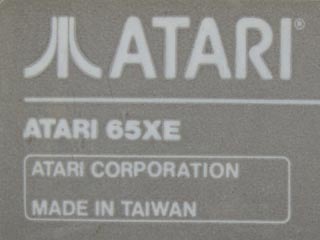 ATARI®
ATARI 65XE
ATARI CORPORATION
MADE IN TAIWAN